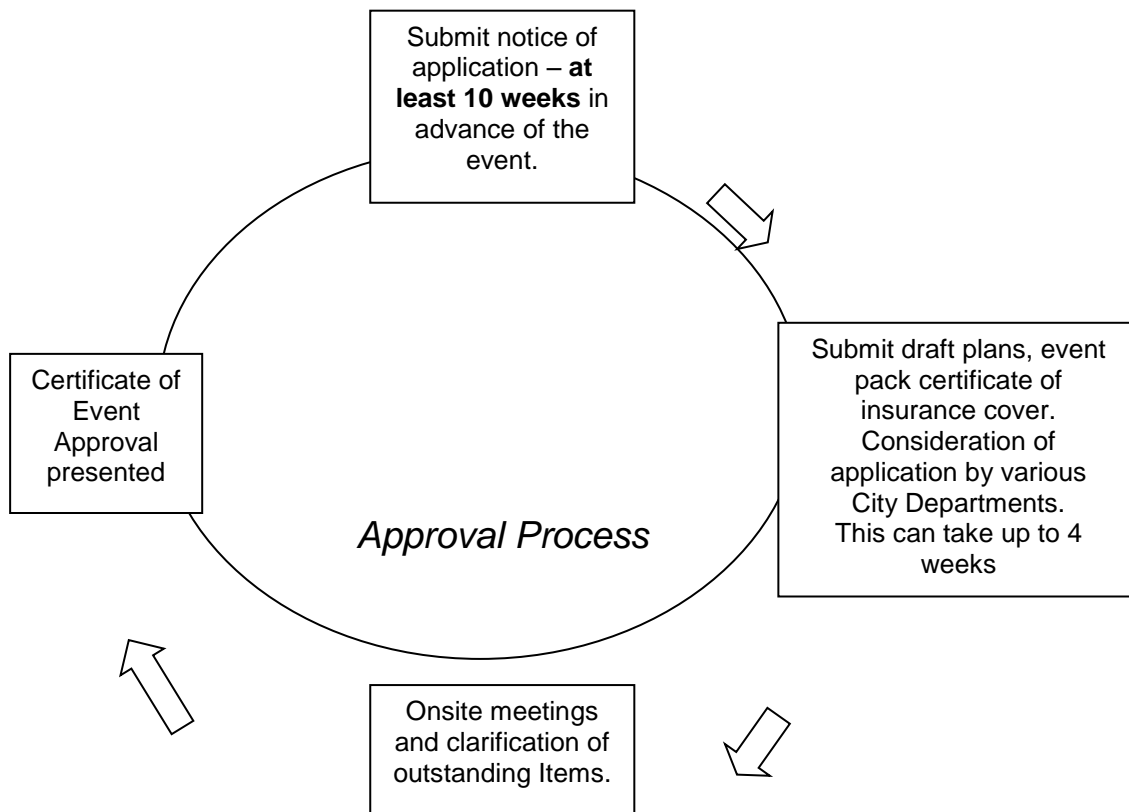 Submit notice of
application – at
least 10 weeks in
advance of the
event.
Submit draft plans, event
pack certificate of
insurance cover.
Consideration of
application by various
City Departments.
This can take up to 4
weeks
Certificate of
Event
Approval
presented
Approval Process
Onsite meetings
and clarification of
outstanding Items.